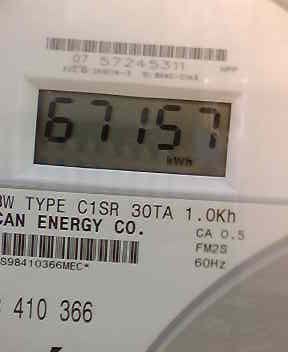 07 57245311
67157
kWh
3W TYPE C1SR 30TA 1.0Kh
CAN ENERGY CO.
CA 0.5
FM2S
60Hz
S98410366MEC*
410 366